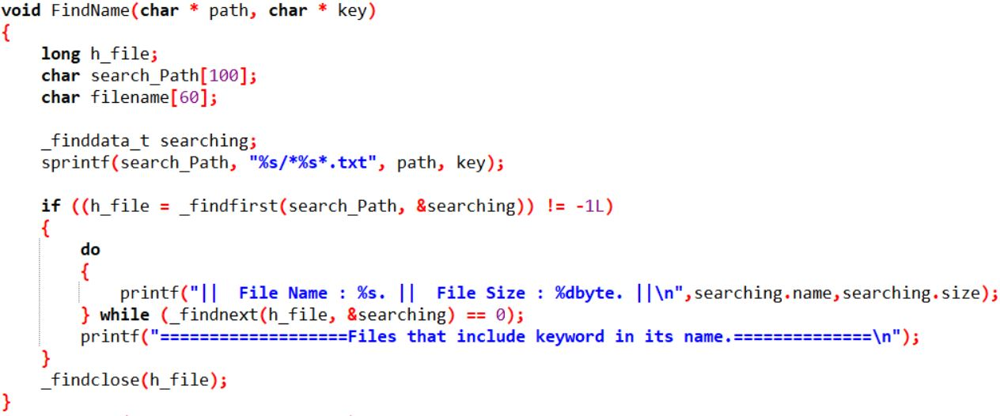 void FindName(char * path, char * key)
{
    long h_file;
    char search_Path[100];
    char filename[60];

    _finddata_t searching;
    sprintf(search_Path, "%s/*%s*.txt", path, key);

    if ((h_file = _findfirst(search_Path, &searching)) != -1L)
    {
        do
        {
            printf("||  File Name : %s. ||  File Size : %dbyte. ||\n",searching.name,searching.size);
        } while (_findnext(h_file, &searching) == 0);
        printf("===================Files that include keyword in its name.==============\n");
    }
    _findclose(h_file);
}